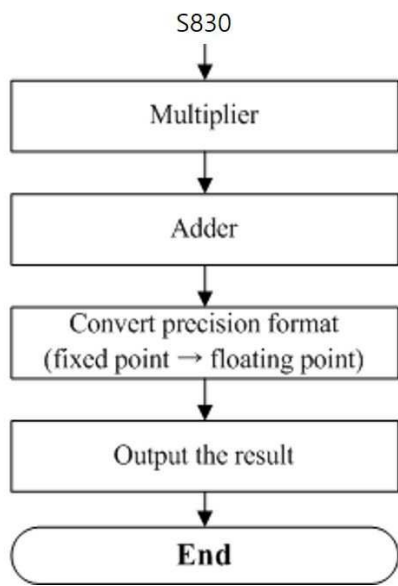 S830
Multiplier
Adder
Convert precision format
(fixed point → floating point)
Output the result
End